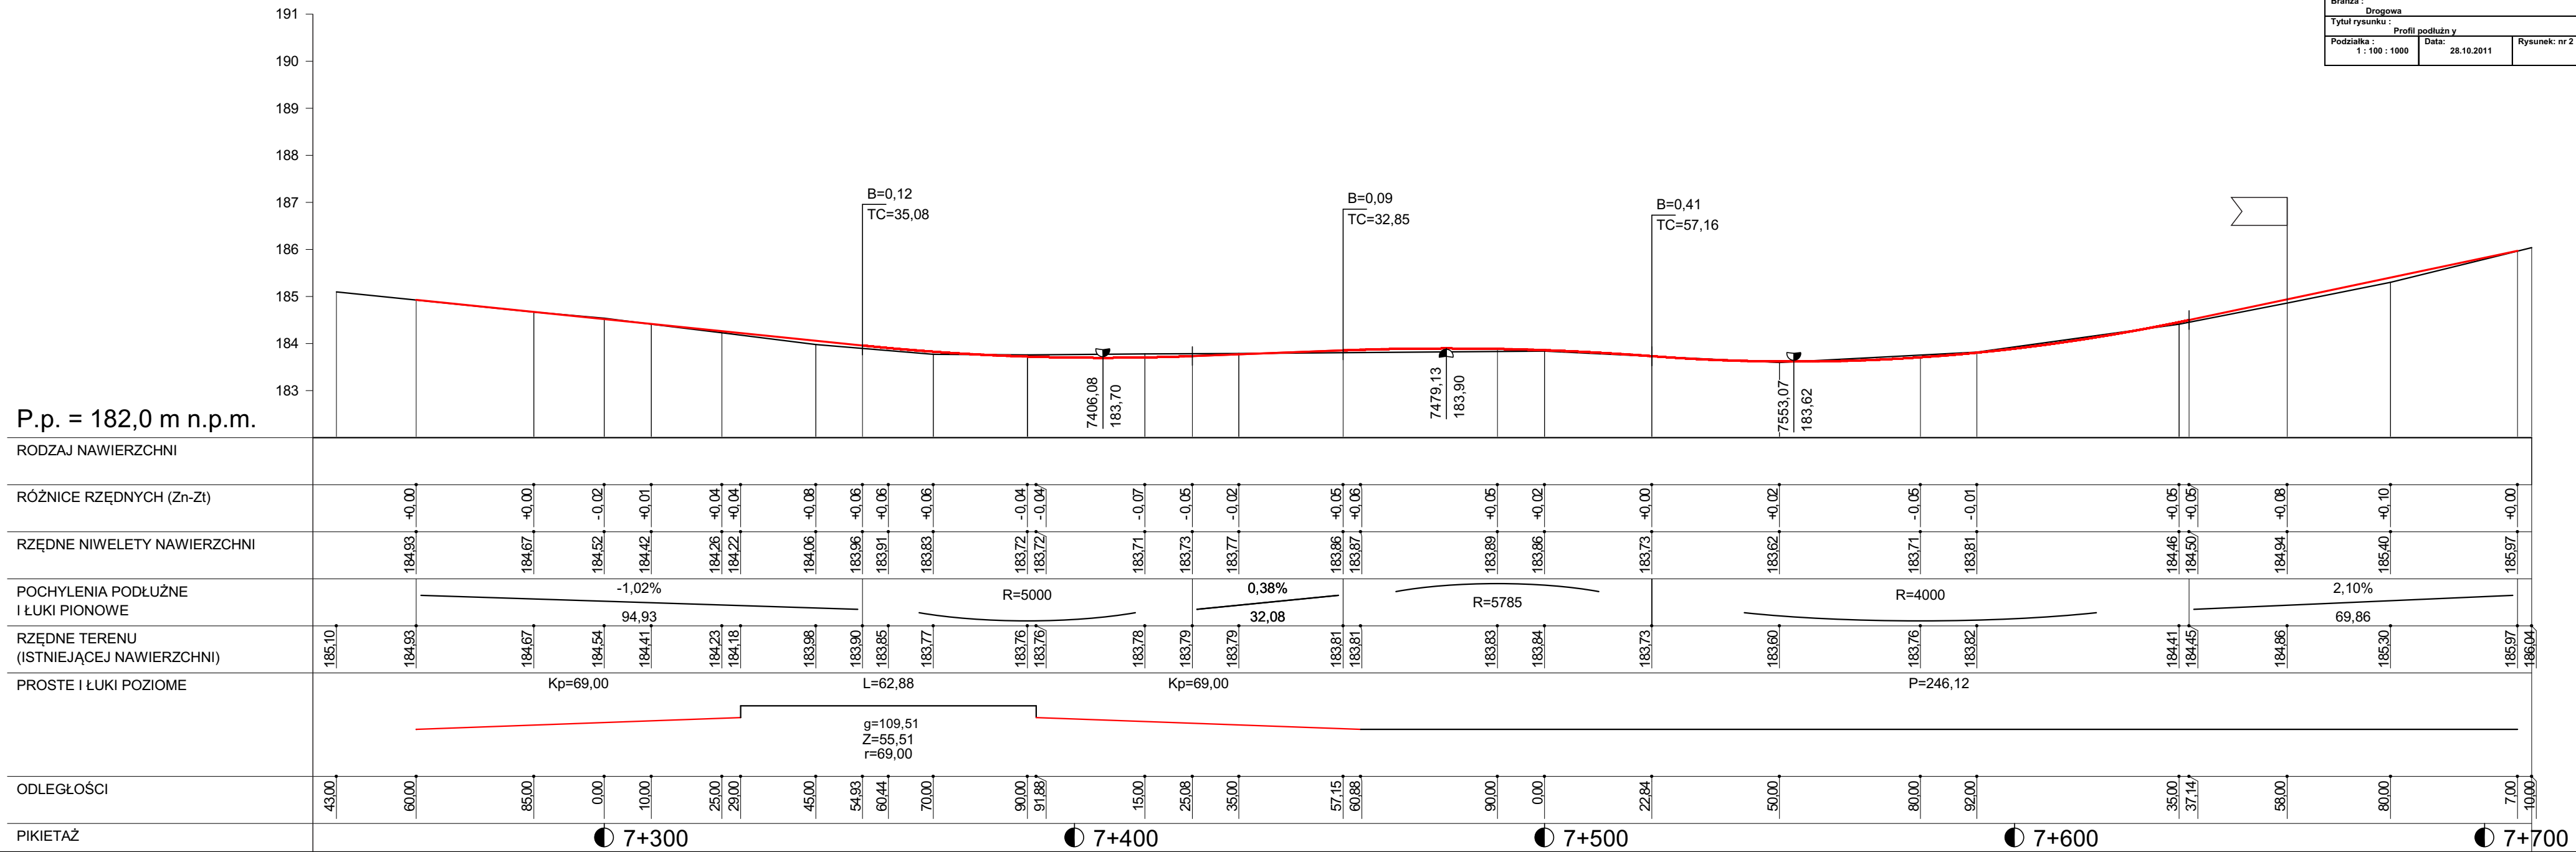 Branża :
Drogowa
Tytuł rysunku :
Profil podłużn y
Podziałka :
1 : 100 : 1000
Data:
28.10.2011
Rysunek: nr 2
191
190
189
188
187
186
185
184
183
B=0,12
TC=35,08
B=0,09
TC=32,85
B=0,41
TC=57,16
7406,08
183,70
7479,13
183,90
7553,07
183,62
P.p. = 182,0 m n.p.m.
RODZAJ NAWIERZCHNI
RÓŻNICE RZĘDNYCH (Zn-Zt)
+0,00 +0,00 -0,02 +0,01 +0,04 +0,04 +0,08 +0,06 +0,06 +0,06 -0,04 -0,04 -0,07 -0,05 -0,02 +0,05 +0,06 +0,05 +0,02 +0,00 +0,02 -0,05 -0,01 +0,05 +0,05 +0,08 +0,10 +0,00
RZĘDNE NIWELETY NAWIERZCHNI
184,93 184,67 184,52 184,42 184,26 184,22 184,06 183,96 183,91 183,83 183,72 183,72 183,71 183,73 183,77 183,86 183,87 183,89 183,86 183,73 183,62 183,71 183,81 184,46 184,50 184,94 185,40 185,97
POCHYLENIA PODŁUŻNE
I ŁUKI PIONOWE
-1,02%
94,93
R=5000
0,38%
32,08
R=5785
R=4000
2,10%
69,86
RZĘDNE TERENU
(ISTNIEJĄCEJ NAWIERZCHNI)
185,10 184,93 184,67 184,54 184,41 184,23 184,18 183,98 183,90 183,85 183,77 183,76 183,76 183,78 183,79 183,79 183,81 183,81 183,83 183,84 183,73 183,60 183,76 183,82 184,41 184,45 184,86 185,30 185,97 186,04
PROSTE I ŁUKI POZIOME
Kp=69,00
L=62,88
Kp=69,00
P=246,12
g=109,51
Z=55,51
r=69,00
ODLEGŁOŚCI
43,00 60,00 85,00 0,00 10,00 25,00 29,00 45,00 54,93 60,44 70,00 90,00 91,88 15,00 25,08 35,00 57,15 60,88 90,00 0,00 22,84 50,00 80,00 92,00 35,00 37,14 58,00 80,00 7,00 10,00
PIKIETAŻ
7+300
7+400
7+500
7+600
7+700